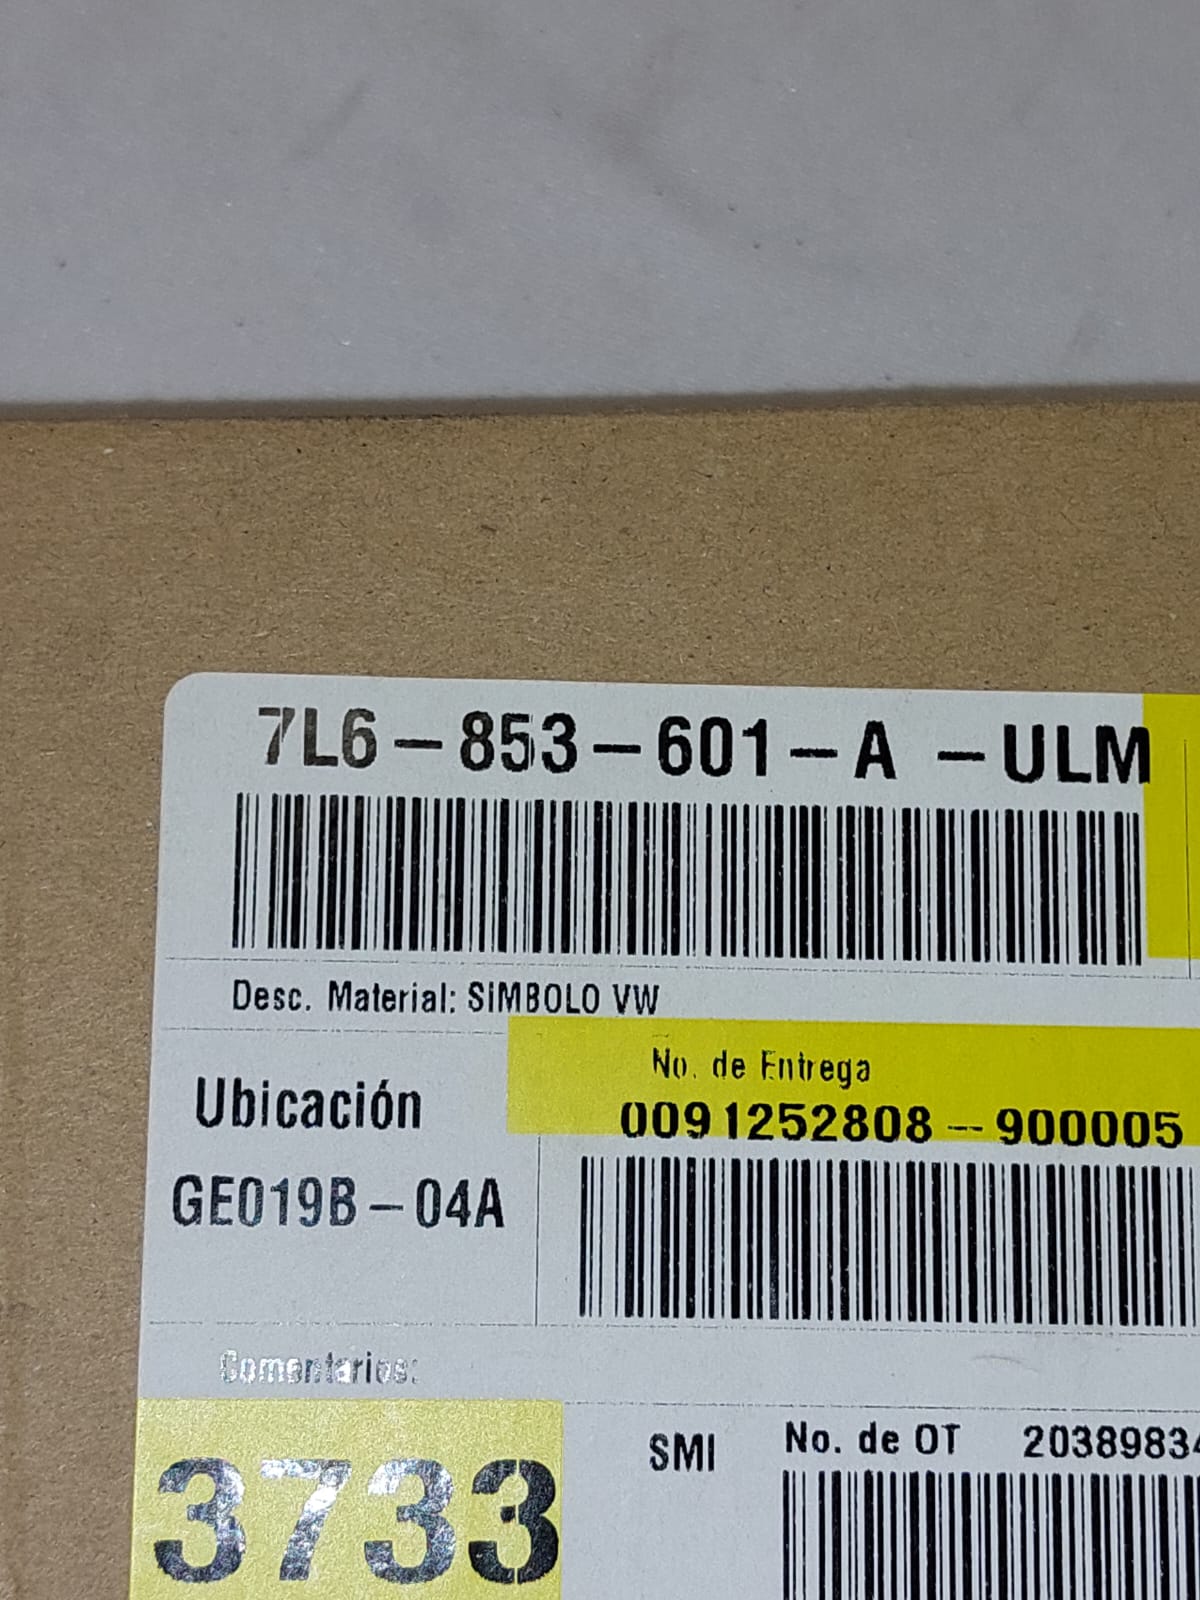 7L6-853-601-A -ULM
Desc. Material: SIMBOLO VW
No. de Entrega
0091252808-900005
Ubicación
GE019B-04A
Comentarios:
3733
SMI
No. de OT 2038983